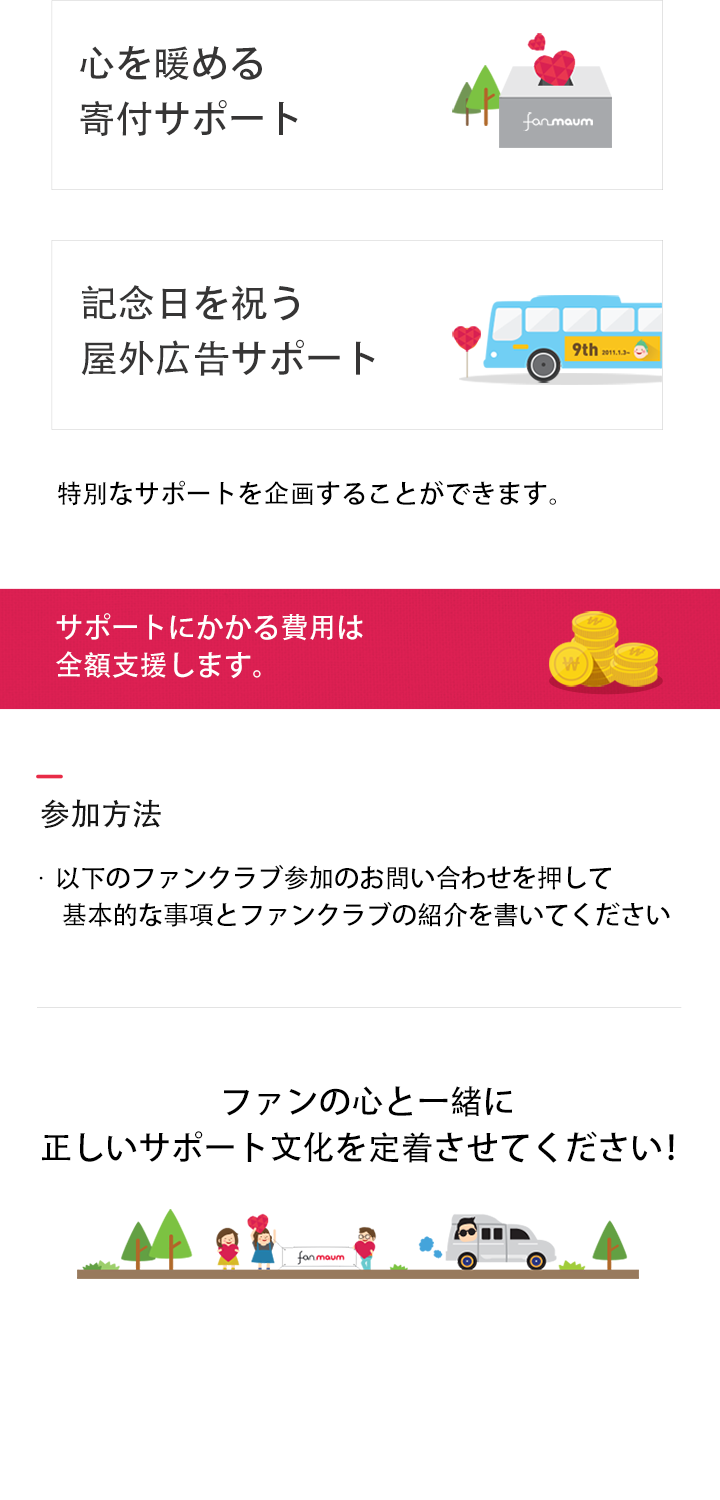 心を暖める
寄付サポート
fanmaum
記念日を祝う
屋外広告サポート
9th 2011.1.3~
特別なサポートを企画することができます。
サポートにかかる費用は
全額支援します。
₩
₩
₩
参加方法
· 以下のファンクラブ参加のお問い合わせを押して
基本的な事項とファンクラブの紹介を書いてください
ファンの心と一緒に
正しいサポート文化を定着させてください!
fanmaum